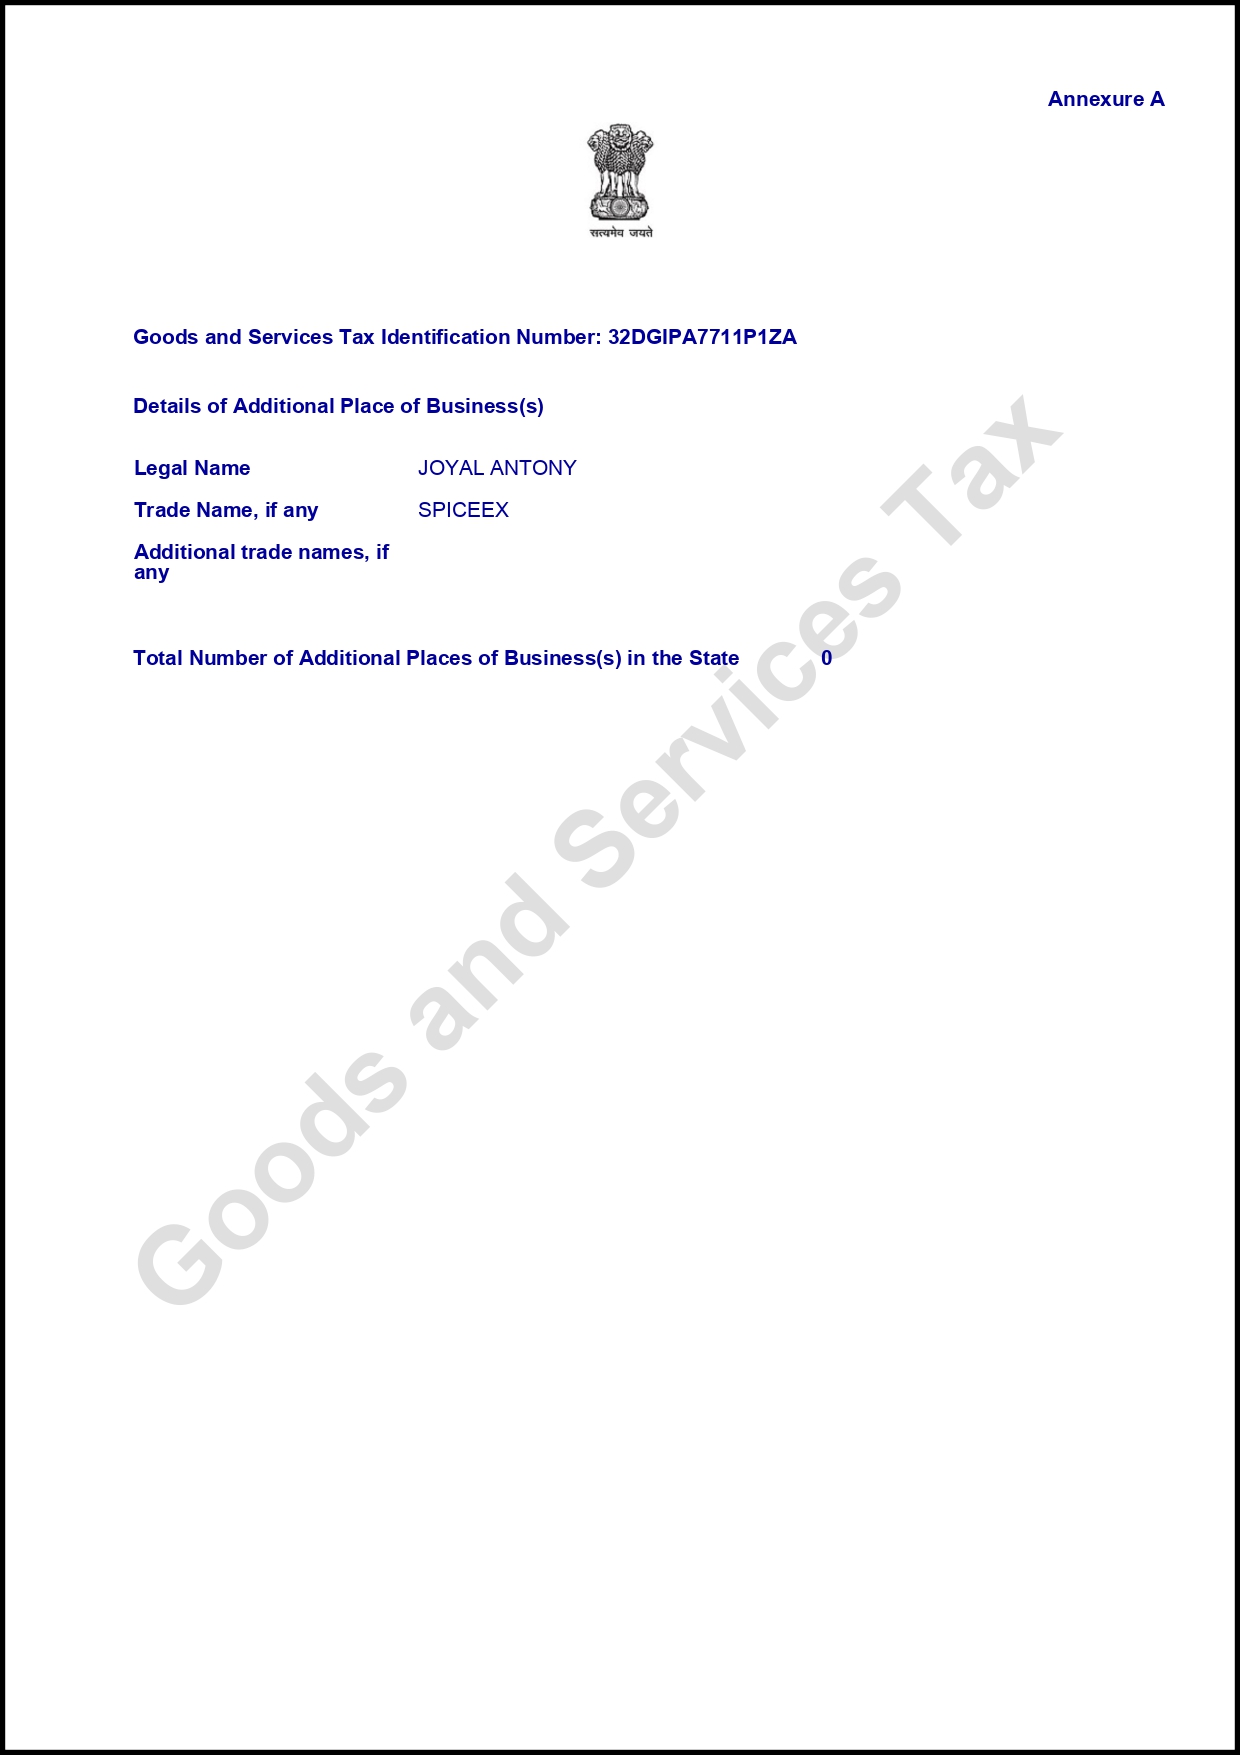 Annexure A
सत्यमेव जयते
Goods and Services Tax Identification Number: 32DGIPA7711P1ZA
Details of Additional Place of Business(s)
Legal Name JOYAL ANTONY
Trade Name, if any SPICEEX
Additional trade names, if
any
Total Number of Additional Places of Business(s) in the State 0
Goods and Services Tax